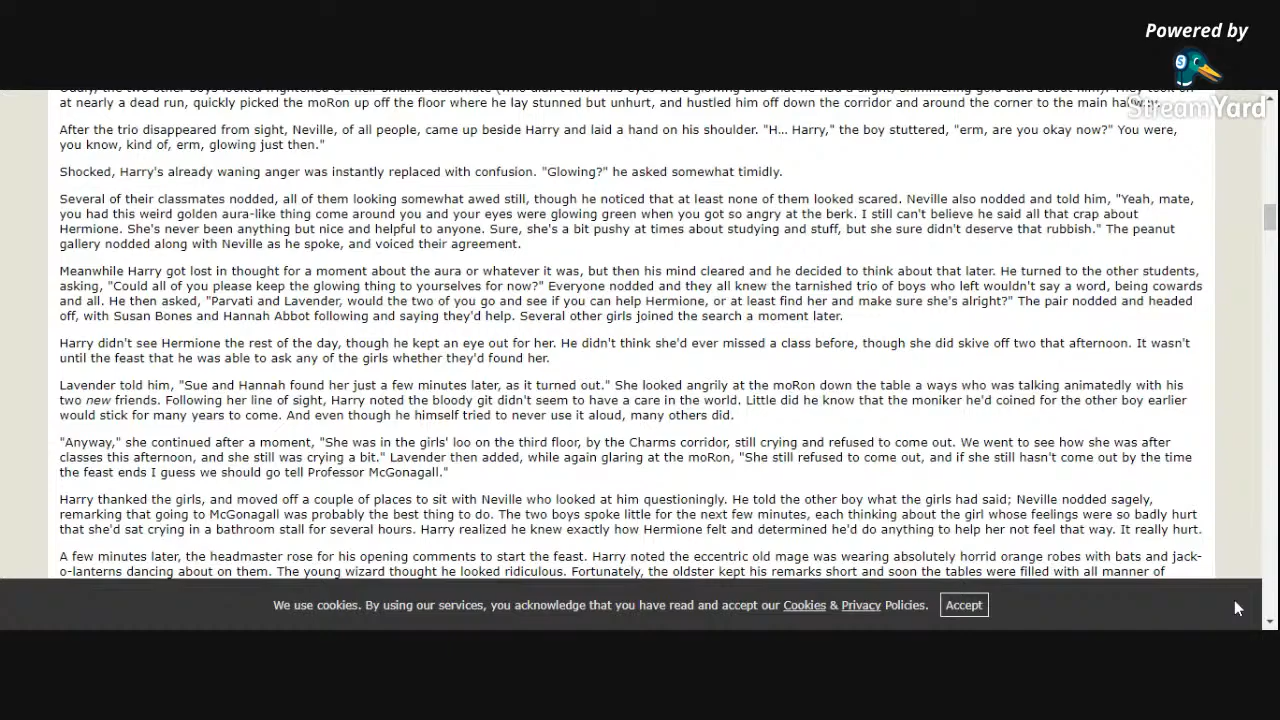 Powered by
StreamYard
at nearly a dead run, quickly picked the moRon up off the floor where he lay stunned but unhurt, and hustled him off down the corridor and around the corner to the main hallway.
After the trio disappeared from sight, Neville, of all people, came up beside Harry and laid a hand on his shoulder. "H... Harry," the boy stuttered, "erm, are you okay now?" You were,
you know, kind of, erm, glowing just then."
Shocked, Harry's already waning anger was instantly replaced with confusion. "Glowing?" he asked somewhat timidly.
Several of their classmates nodded, all of them looking somewhat awed still, though he noticed that at least none of them looked scared. Neville also nodded and told him, "Yeah, mate,
you had this weird golden aura-like thing come around you and your eyes were glowing green when you got so angry at the berk. I still can't believe he said all that crap about
Hermione. She's never been anything but nice and helpful to anyone. Sure, she's a bit pushy at times about studying and stuff, but she sure didn't deserve that rubbish." The peanut
gallery nodded along with Neville as he spoke, and voiced their agreement.
Meanwhile Harry got lost in thought for a moment about the aura or whatever it was, but then his mind cleared and he decided to think about that later. He turned to the other students,
asking, "Could all of you please keep the glowing thing to yourselves for now?" Everyone nodded and they all knew the tarnished trio of boys who left wouldn't say a word, being cowards
and all. He then asked, "Parvati and Lavender, would the two of you go and see if you can help Hermione, or at least find her and make sure she's alright?" The pair nodded and headed
off, with Susan Bones and Hannah Abbot following and saying they'd help. Several other girls joined the search a moment later.
Harry didn't see Hermione the rest of the day, though he kept an eye out for her. He didn't think she'd ever missed a class before, though she did skive off two that afternoon. It wasn't
until the feast that he was able to ask any of the girls whether they'd found her.
Lavender told him, "Sue and Hannah found her just a few minutes later, as it turned out." She looked angrily at the moRon down the table a ways who was talking animatedly with his
two new friends. Following her line of sight, Harry noted the bloody git didn't seem to have a care in the world. Little did he know that the moniker he'd coined for the other boy earlier
would stick for many years to come. And even though he himself tried to never use it aloud, many others did.
"Anyway," she continued after a moment, "She was in the girls' loo on the third floor, by the Charms corridor, still crying and refused to come out. We went to see how she was after
classes this afternoon, and she still was crying a bit." Lavender then added, while again glaring at the moRon, "She still refused to come out, and if she still hasn't come out by the time
the feast ends I guess we should go tell Professor McGonagall."
Harry thanked the girls, and moved off a couple of places to sit with Neville who looked at him questioningly. He told the other boy what the girls had said; Neville nodded sagely,
remarking that going to McGonagall was probably the best thing to do. The two boys spoke little for the next few minutes, each thinking about the girl whose feelings were so badly hurt
that she'd sat crying in a bathroom stall for several hours. Harry realized he knew exactly how Hermione felt and determined he'd do anything to help her not feel that way. It really hurt.
A few minutes later, the headmaster rose for his opening comments to start the feast. Harry noted the eccentric old mage was wearing absolutely horrid orange robes with bats and jack-
o-lanterns dancing about on them. The young wizard thought he looked ridiculous. Fortunately, the oldster kept his remarks short and soon the tables were filled with all manner of
We use cookies. By using our services, you acknowledge that you have read and accept our Cookies & Privacy Policies. Accept